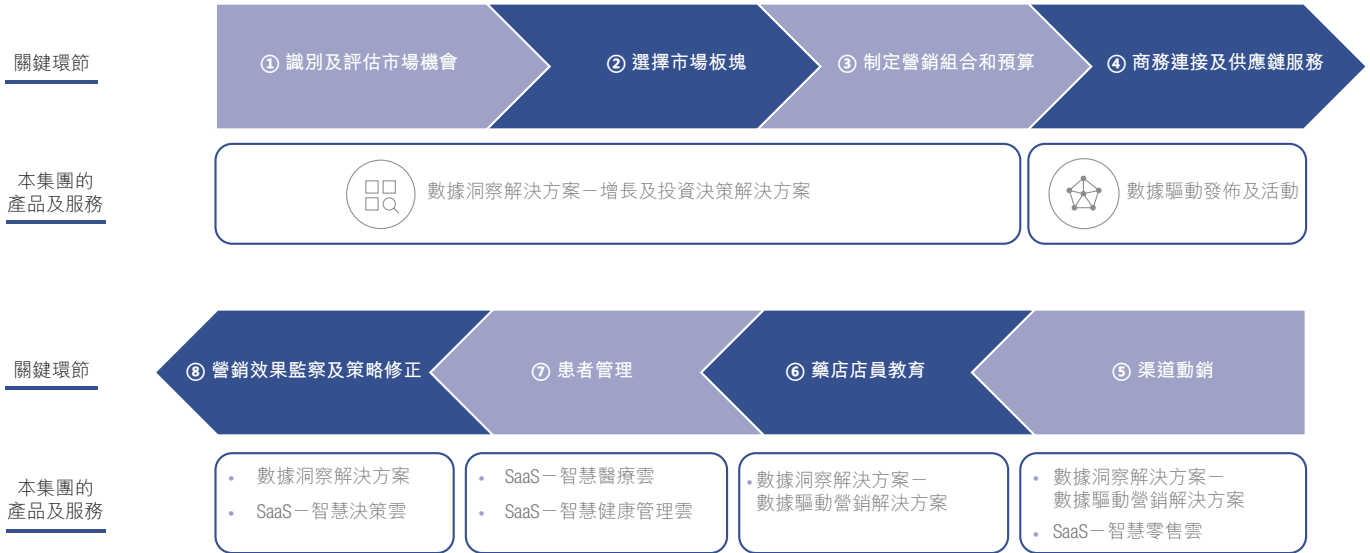 關鍵環節
① 識別及評估市場機會
② 選擇市場板塊
③ 制定營銷組合和預算
④ 商務連接及供應鏈服務
本集團的
產品及服務
數據洞察解決方案－增長及投資決策解決方案
數據驅動發佈及活動
關鍵環節
⑧ 營銷效果監察及策略修正
⑦ 患者管理
⑥ 藥店店員教育
⑤ 渠道動銷
本集團的
產品及服務
• 數據洞察解決方案
• SaaS－智慧決策雲
• SaaS－智慧醫療雲
• SaaS－智慧健康管理雲
• 數據洞察解決方案－
數據驅動營銷解決方案
• 數據洞察解決方案－
數據驅動營銷解決方案
• SaaS－智慧零售雲